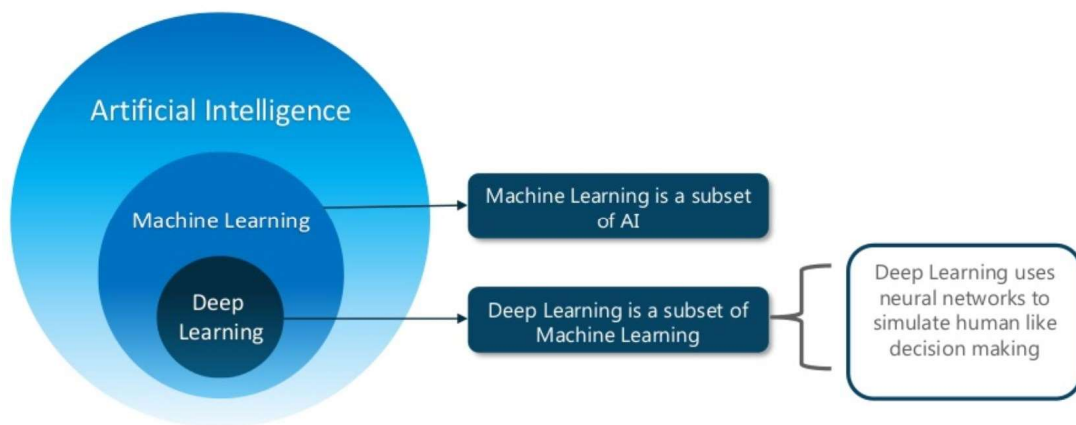 Artificial Intelligence
Machine Learning
Deep
Learning
Machine Learning is a subset
of AI
Deep Learning is a subset of
Machine Learning
Deep Learning uses
neural networks to
simulate human like
decision making